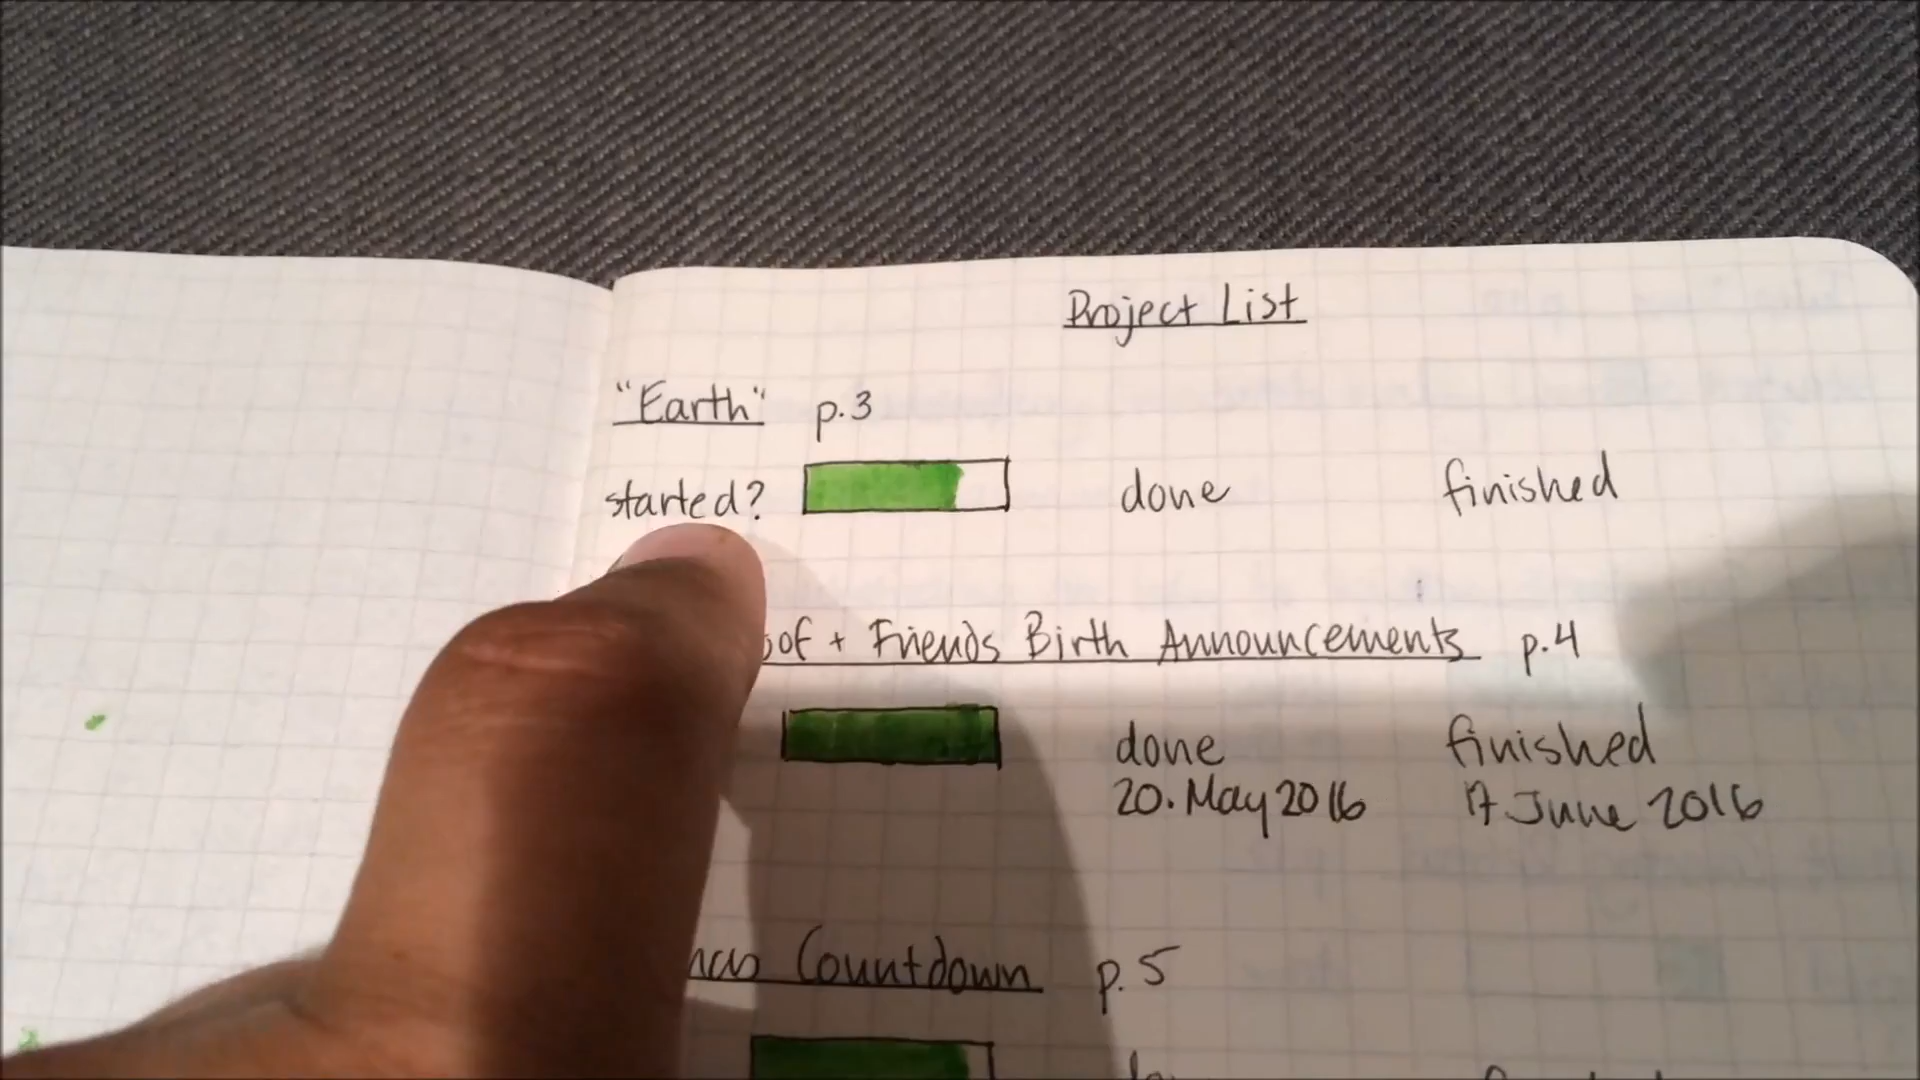 Project List
"Earth" p.3
started? done finished
+ Friends Birth Announcements p.4
done finished
20. May 2016 17 June 2016
Countdown p.5